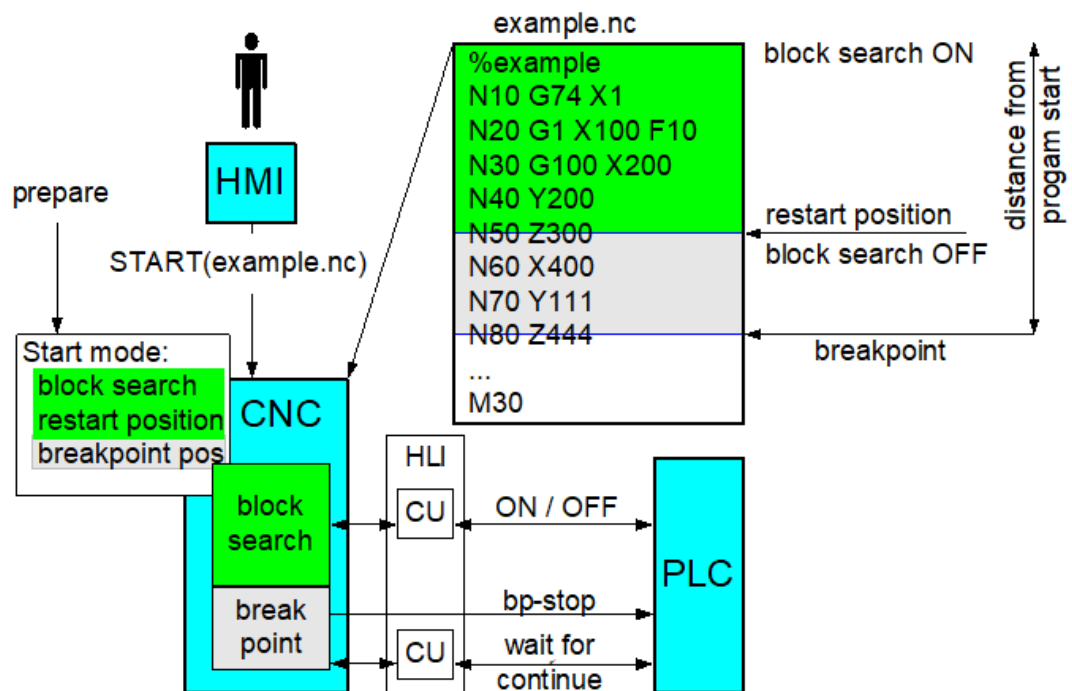 example.nc
%example
N10 G74 X1
N20 G1 X100 F10
N30 G100 X200
N40 Y200
N50 Z300
N60 X400
N70 Y111
N80 Z444
...
M30
block search ON
restart position
block search OFF
breakpoint
distance from
progam start
HMI
prepare
START(example.nc)
Start mode:
block search
restart position
breakpoint pos
CNC
block
search
break
point
HLI
CU
CU
ON / OFF
bp-stop
wait for
continue
PLC